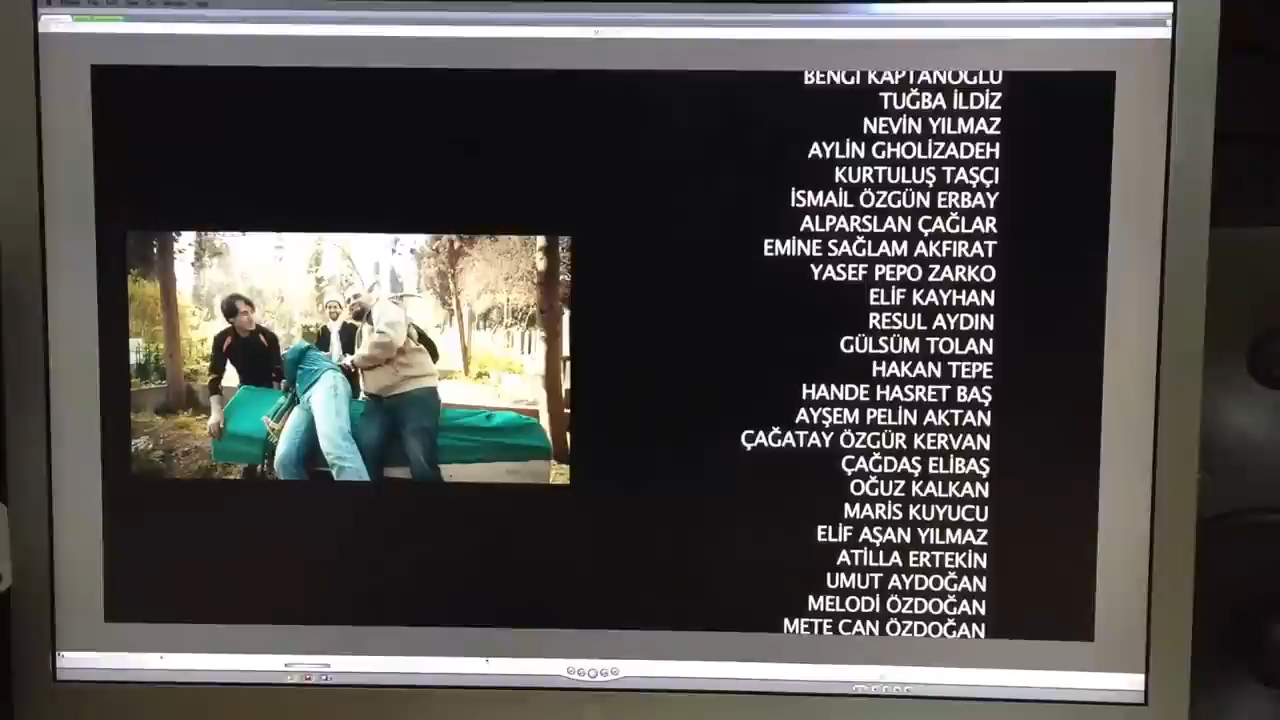 BENGİ KAPTANOĞLU
TUĞBA İLDİZ
NEVİN YILMAZ
AYLİN GHOLİZADEH
KURTULUŞ TAŞÇI
İSMAİL ÖZGÜN ERBAY
ALPARSLAN ÇAĞLAR
EMİNE SAĞLAM AKFIRAT
YASEF PEPO ZARKO
ELİF KAYHAN
RESUL AYDIN
GÜLSÜM TOLAN
HAKAN TEPE
HANDE HASRET BAŞ
AYŞEM PELİN AKTAN
ÇAĞATAY ÖZGÜR KERVAN
ÇAĞDAŞ ELİBAŞ
OĞUZ KALKAN
MARİS KUYUCU
ELİF AŞAN YILMAZ
ATİLLA ERTEKİN
UMUT AYDOĞAN
MELODİ ÖZDOĞAN
METE CAN ÖZDOĞAN